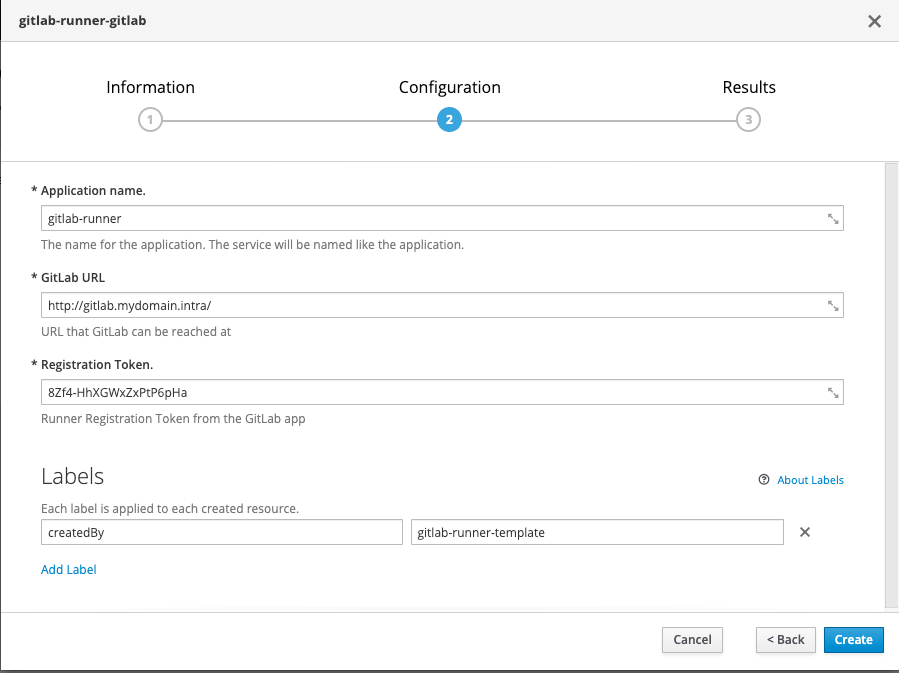 gitlab-runner-gitlab
Information
Configuration
Results
1
2
3
* Application name.
gitlab-runner
The name for the application. The service will be named like the application.
* GitLab URL
http://gitlab.mydomain.intra/
URL that GitLab can be reached at
* Registration Token.
8Zf4-HhXGWxZxPtP6pHa
Runner Registration Token from the GitLab app
Labels
About Labels
Each label is applied to each created resource.
createdBy
gitlab-runner-template
Add Label
Cancel
< Back
Create